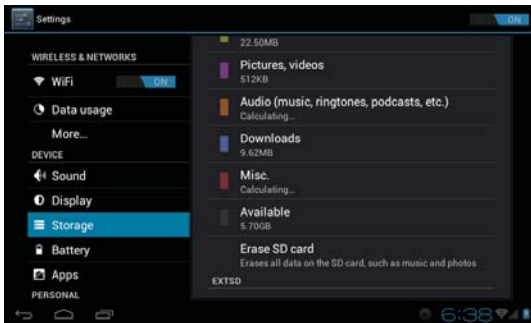 Settings
ON
WIRELESS & NETWORKS
WiFi
ON
Data usage
More...
DEVICE
Sound
Display
Storage
Battery
Apps
PERSONAL
22.50MB
Pictures, videos
512KB
Audio (music, ringtones, podcasts, etc.)
Calculating...
Downloads
9.62MB
Misc.
Calculating...
Available
5.70GB
Erase SD card
Erases all data on the SD card, such as music and photos
EXTSD
6:38